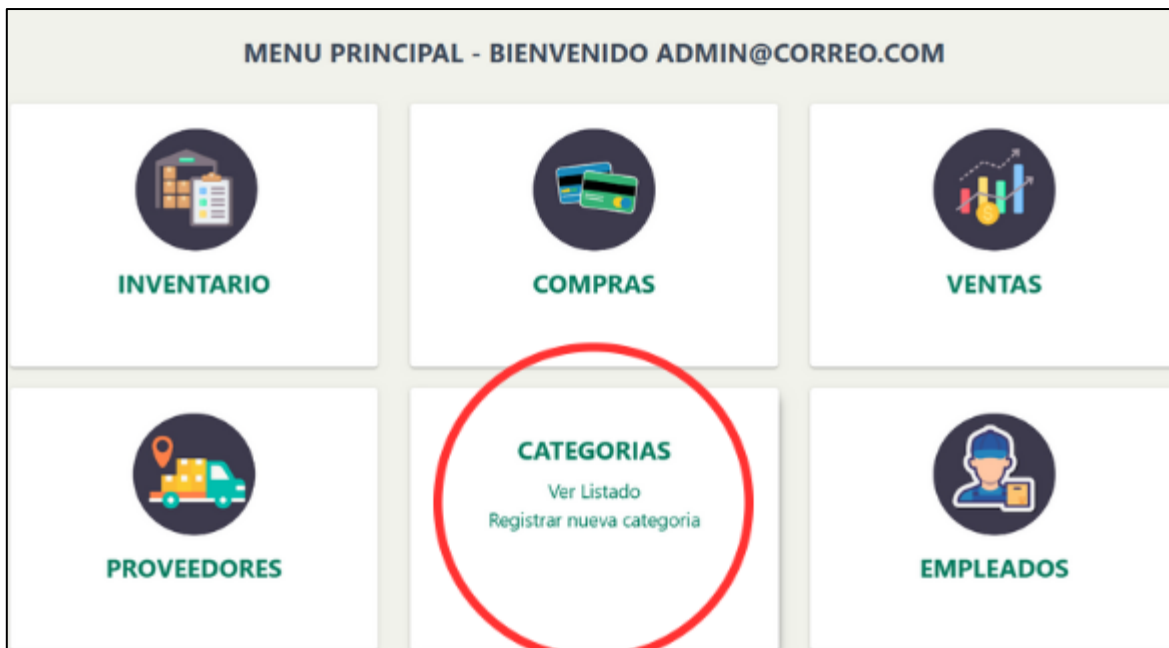 MENU PRINCIPAL - BIENVENIDO ADMIN@CORREO.COM
INVENTARIO
COMPRAS
VENTAS
CATEGORIAS
Ver Listado
Registrar nueva categoria
PROVEEDORES
EMPLEADOS